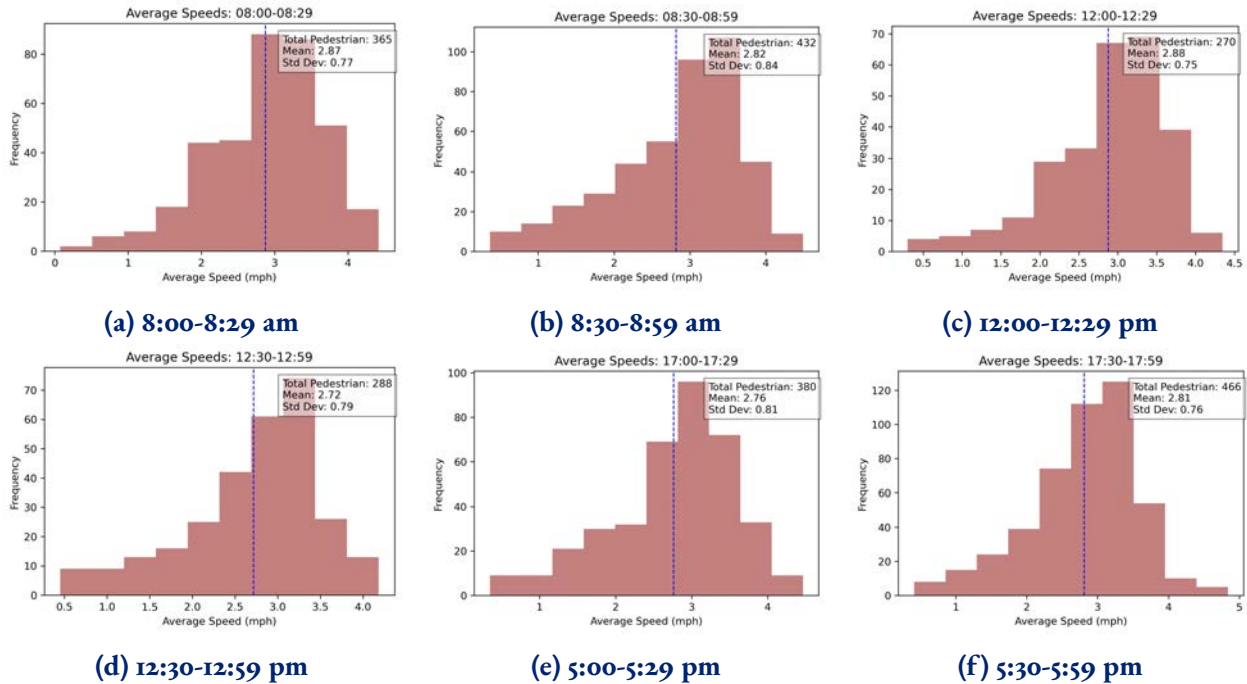 Average Speeds: 08:00-08:29
Total Pedestrian: 365
Mean: 2.87
Std Dev: 0.77
80
60
40
20
0
Frequency
0 1 2 3 4
Average Speed (mph)
(a) 8:00-8:29 am
Average Speeds: 08:30-08:59
Total Pedestrian: 432
Mean: 2.82
Std Dev: 0.84
100
80
60
40
20
0
Frequency
1 2 3 4
Average Speed (mph)
(b) 8:30-8:59 am
Average Speeds: 12:00-12:29
Total Pedestrian: 270
Mean: 2.88
Std Dev: 0.75
70
60
50
40
30
20
10
0
Frequency
0.5 1.0 1.5 2.0 2.5 3.0 3.5 4.0 4.5
Average Speed (mph)
(c) 12:00-12:29 pm
Average Speeds: 12:30-12:59
Total Pedestrian: 288
Mean: 2.72
Std Dev: 0.79
70
60
50
40
30
20
10
0
Frequency
0.5 1.0 1.5 2.0 2.5 3.0 3.5 4.0
Average Speed (mph)
(d) 12:30-12:59 pm
Average Speeds: 17:00-17:29
Total Pedestrian: 380
Mean: 2.76
Std Dev: 0.81
100
80
60
40
20
0
Frequency
1 2 3 4
Average Speed (mph)
(e) 5:00-5:29 pm
Average Speeds: 17:30-17:59
Total Pedestrian: 466
Mean: 2.81
Std Dev: 0.76
120
100
80
60
40
20
0
Frequency
1 2 3 4 5
Average Speed (mph)
(f) 5:30-5:59 pm